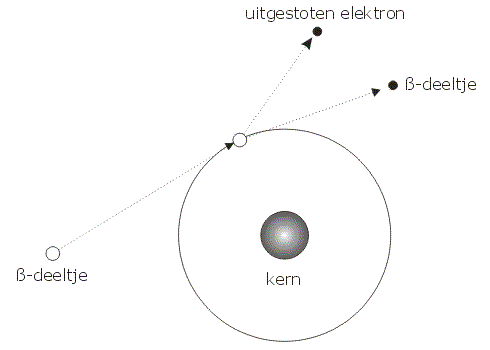 uitgestoten elektron
ß-deeltje
ß-deeltje
kern